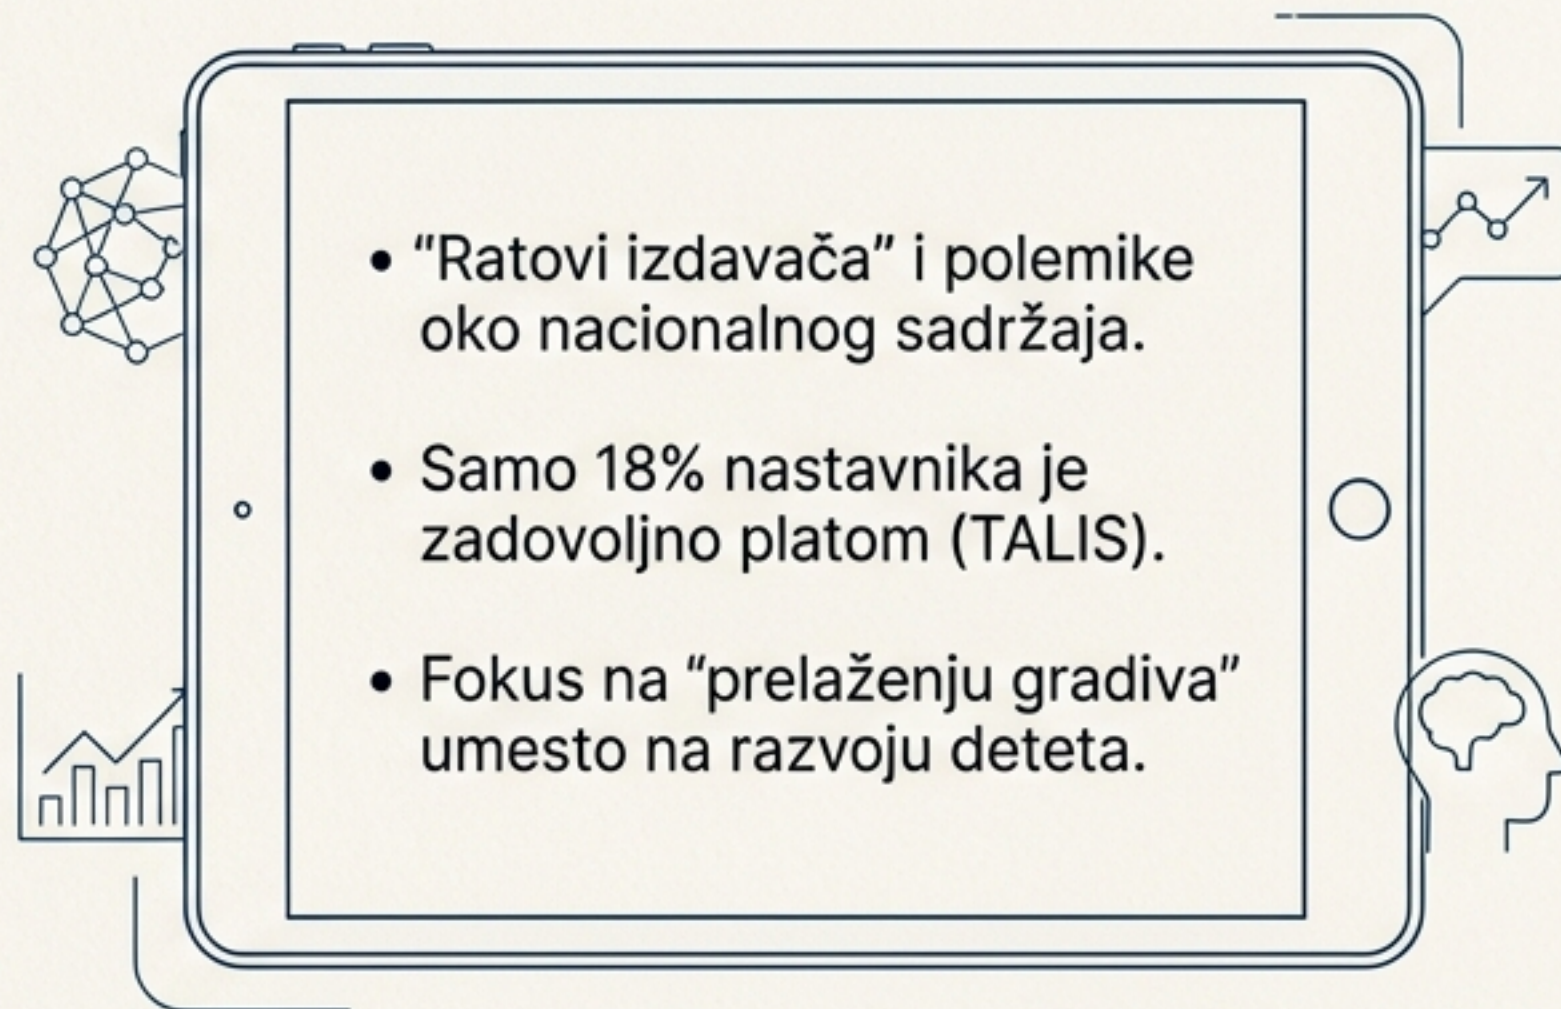 • “Ratovi izdavača” i polemike
oko nacionalnog sadržaja.
• Samo 18% nastavnika je
zadovoljno platom (TALIS).
• Fokus na “prelaženju gradiva”
umesto na razvoju deteta.